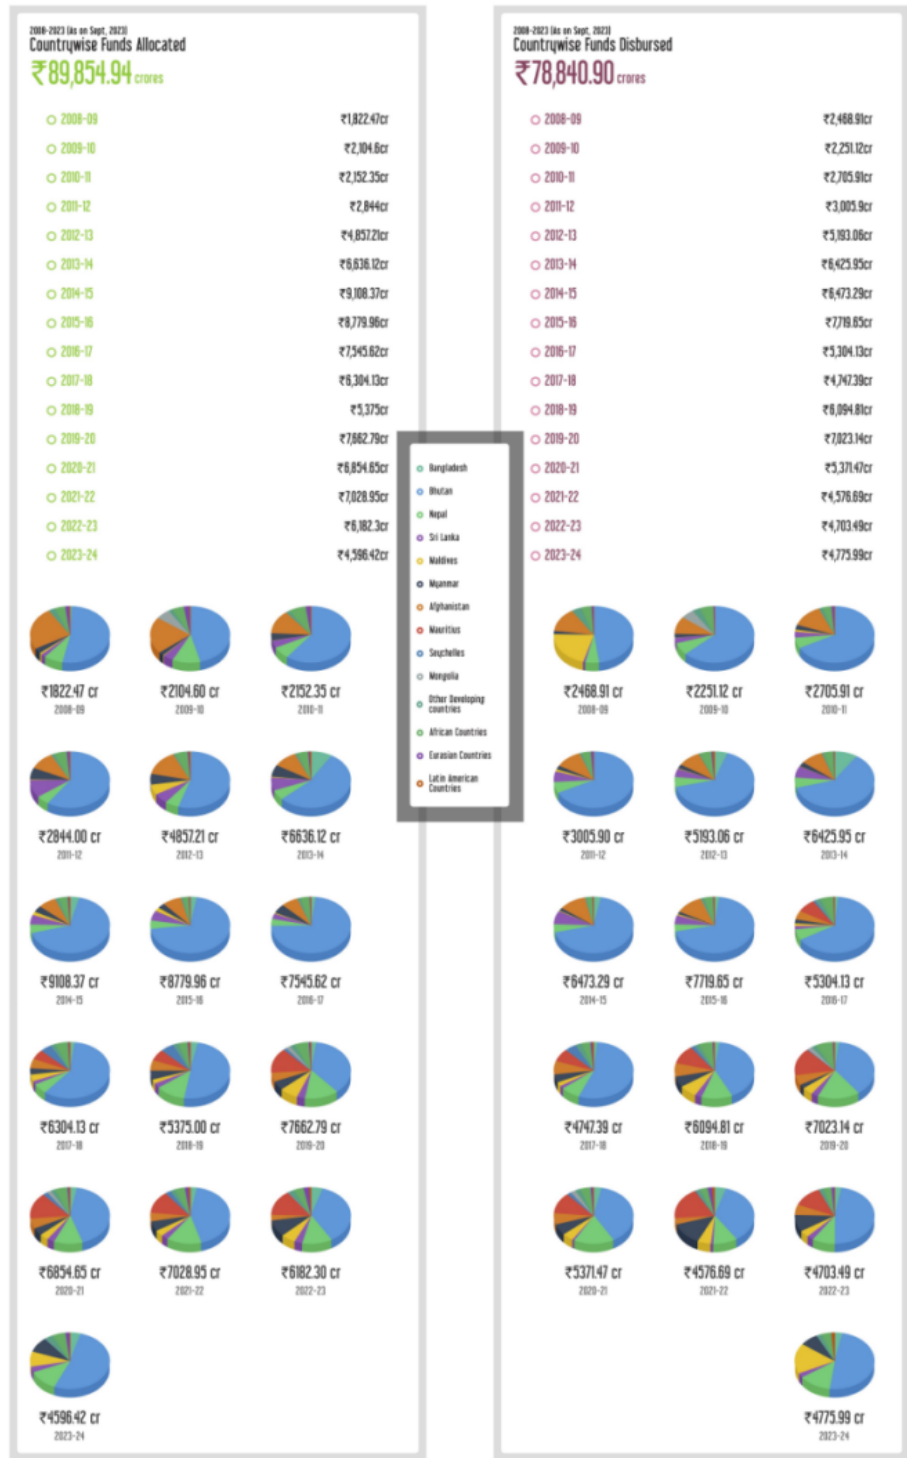 2008-2023 (As on Sept, 2023)
Countrywise Funds Allocated
₹89,854.94 crores
2008-09 ₹1,822.47cr
2009-10 ₹2,104.6cr
2010-11 ₹2,152.35cr
2011-12 ₹2,844cr
2012-13 ₹4,857.21cr
2013-14 ₹6,636.12cr
2014-15 ₹9,108.37cr
2015-16 ₹8,779.96cr
2016-17 ₹7,545.62cr
2017-18 ₹6,304.13cr
2018-19 ₹5,375cr
2019-20 ₹7,662.79cr
2020-21 ₹6,854.65cr
2021-22 ₹7,028.95cr
2022-23 ₹6,182.3cr
2023-24 ₹4,596.42cr
₹1822.47 cr ₹2104.60 cr ₹2152.35 cr
2008-09 2009-10 2010-11
₹2844.00 cr ₹4857.21 cr ₹6636.12 cr
2011-12 2012-13 2013-14
₹9108.37 cr ₹8779.96 cr ₹7545.62 cr
2014-15 2015-16 2016-17
₹6304.13 cr ₹5375.00 cr ₹7662.79 cr
2017-18 2018-19 2019-20
₹6854.65 cr ₹7028.95 cr ₹6182.30 cr
2020-21 2021-22 2022-23
₹4596.42 cr
2023-24
Bangladesh
Bhutan
Nepal
Sri Lanka
Maldives
Myanmar
Afghanistan
Mauritius
Seychelles
Mongolia
Other Developing
countries
African Countries
Eurasian Countries
Latin American
Countries
2008-2023 (As on Sept, 2023)
Countrywise Funds Disbursed
₹78,840.90 crores
2008-09 ₹2,468.91cr
2009-10 ₹2,251.12cr
2010-11 ₹2,705.91cr
2011-12 ₹3,005.9cr
2012-13 ₹5,193.06cr
2013-14 ₹6,425.95cr
2014-15 ₹6,473.29cr
2015-16 ₹7,719.65cr
2016-17 ₹5,304.13cr
2017-18 ₹4,747.39cr
2018-19 ₹6,094.81cr
2019-20 ₹7,023.14cr
2020-21 ₹5,371.47cr
2021-22 ₹4,576.69cr
2022-23 ₹4,703.49cr
2023-24 ₹4,775.99cr
₹2468.91 cr ₹2251.12 cr ₹2705.91 cr
2008-09 2009-10 2010-11
₹3005.90 cr ₹5193.06 cr ₹6425.95 cr
2011-12 2012-13 2013-14
₹6473.29 cr ₹7719.65 cr ₹5304.13 cr
2014-15 2015-16 2016-17
₹4747.39 cr ₹6094.81 cr ₹7023.14 cr
2017-18 2018-19 2019-20
₹5371.47 cr ₹4576.69 cr ₹4703.49 cr
2020-21 2021-22 2022-23
₹4775.99 cr
2023-24